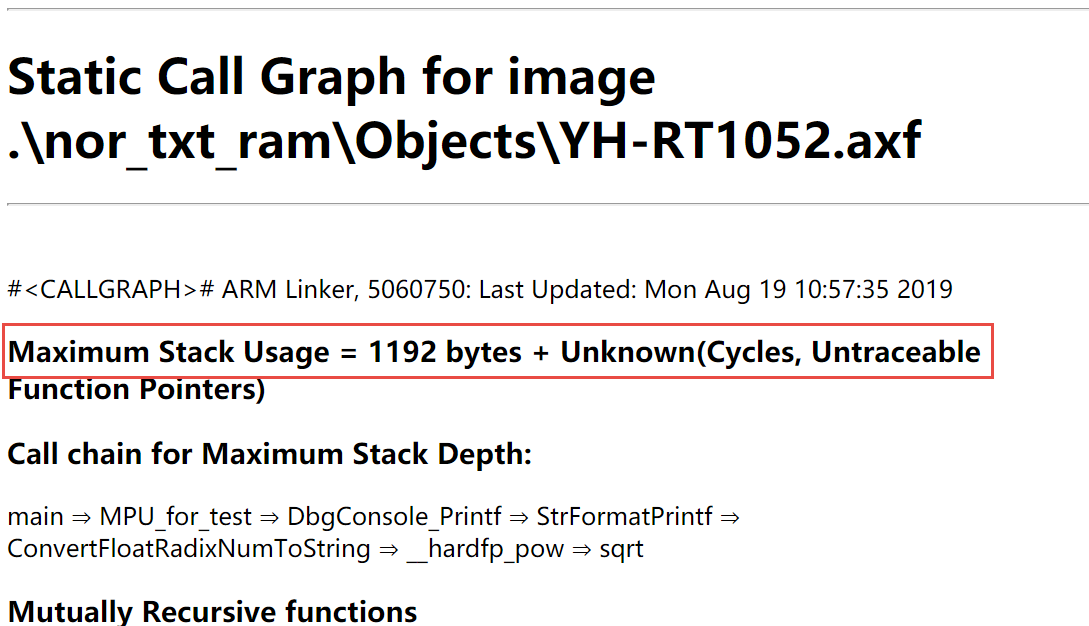 Static Call Graph for image
.\nor_txt_ram\Objects\YH-RT1052.axf
#<CALLGRAPH># ARM Linker, 5060750: Last Updated: Mon Aug 19 10:57:35 2019
Maximum Stack Usage = 1192 bytes + Unknown(Cycles, Untraceable
Function Pointers)
Call chain for Maximum Stack Depth:
main ⇒ MPU_for_test ⇒ DbgConsole_Printf ⇒ StrFormatPrintf ⇒
ConvertFloatRadixNumToString ⇒ __hardfp_pow ⇒ sqrt
Mutually Recursive functions